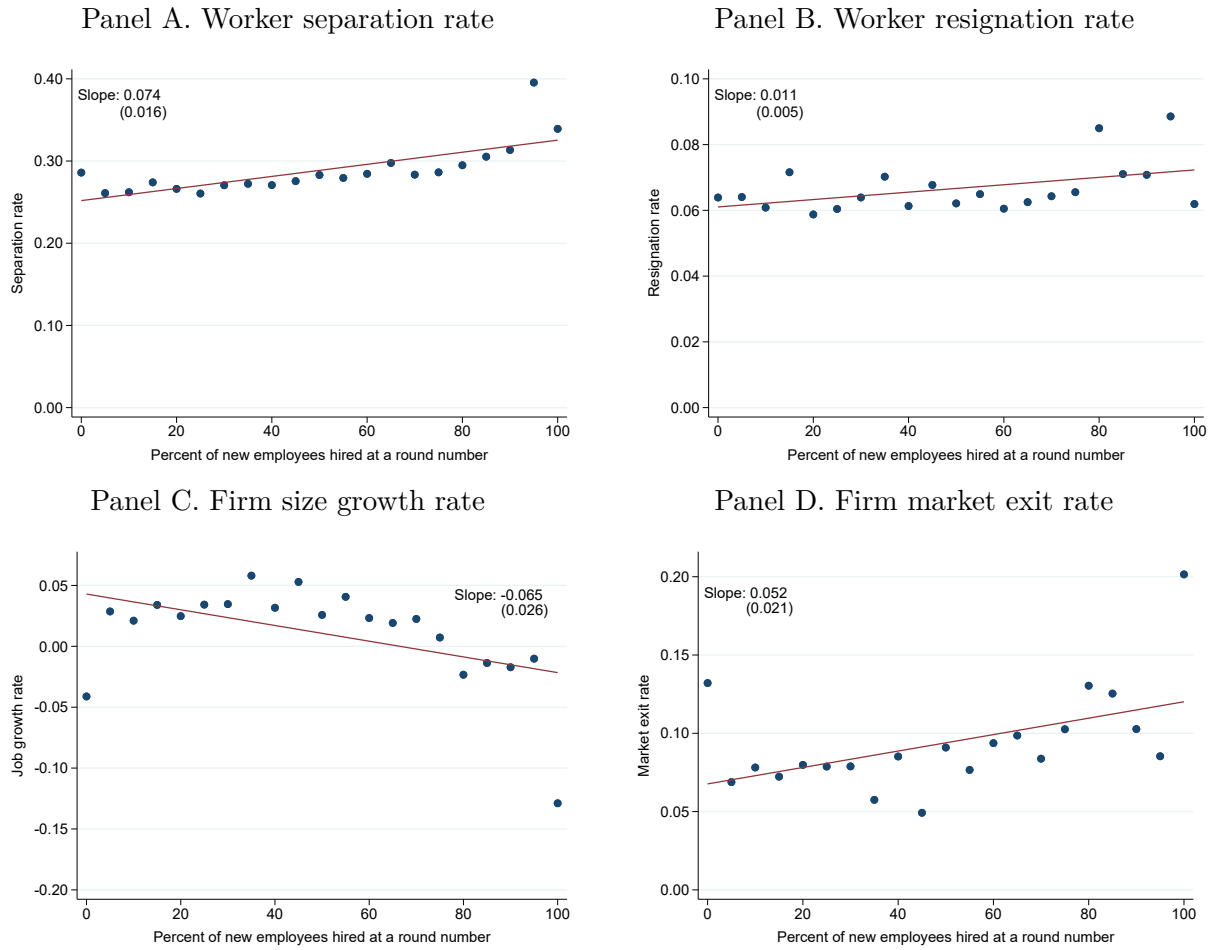 Panel A. Worker separation rate
Slope: 0.074
(0.016)
0.40
0.30
0.20
0.10
0.00
Separation rate
0 20 40 60 80 100
Percent of new employees hired at a round number
Panel B. Worker resignation rate
Slope: 0.011
(0.005)
0.10
0.08
0.06
0.04
0.02
0.00
Resignation rate
0 20 40 60 80 100
Percent of new employees hired at a round number
Panel C. Firm size growth rate
Slope: -0.065
(0.026)
0.05
0.00
-0.05
-0.10
-0.15
-0.20
Job growth rate
0 20 40 60 80 100
Percent of new employees hired at a round number
Panel D. Firm market exit rate
Slope: 0.052
(0.021)
0.20
0.15
0.10
0.05
0.00
Market exit rate
0 20 40 60 80 100
Percent of new employees hired at a round number